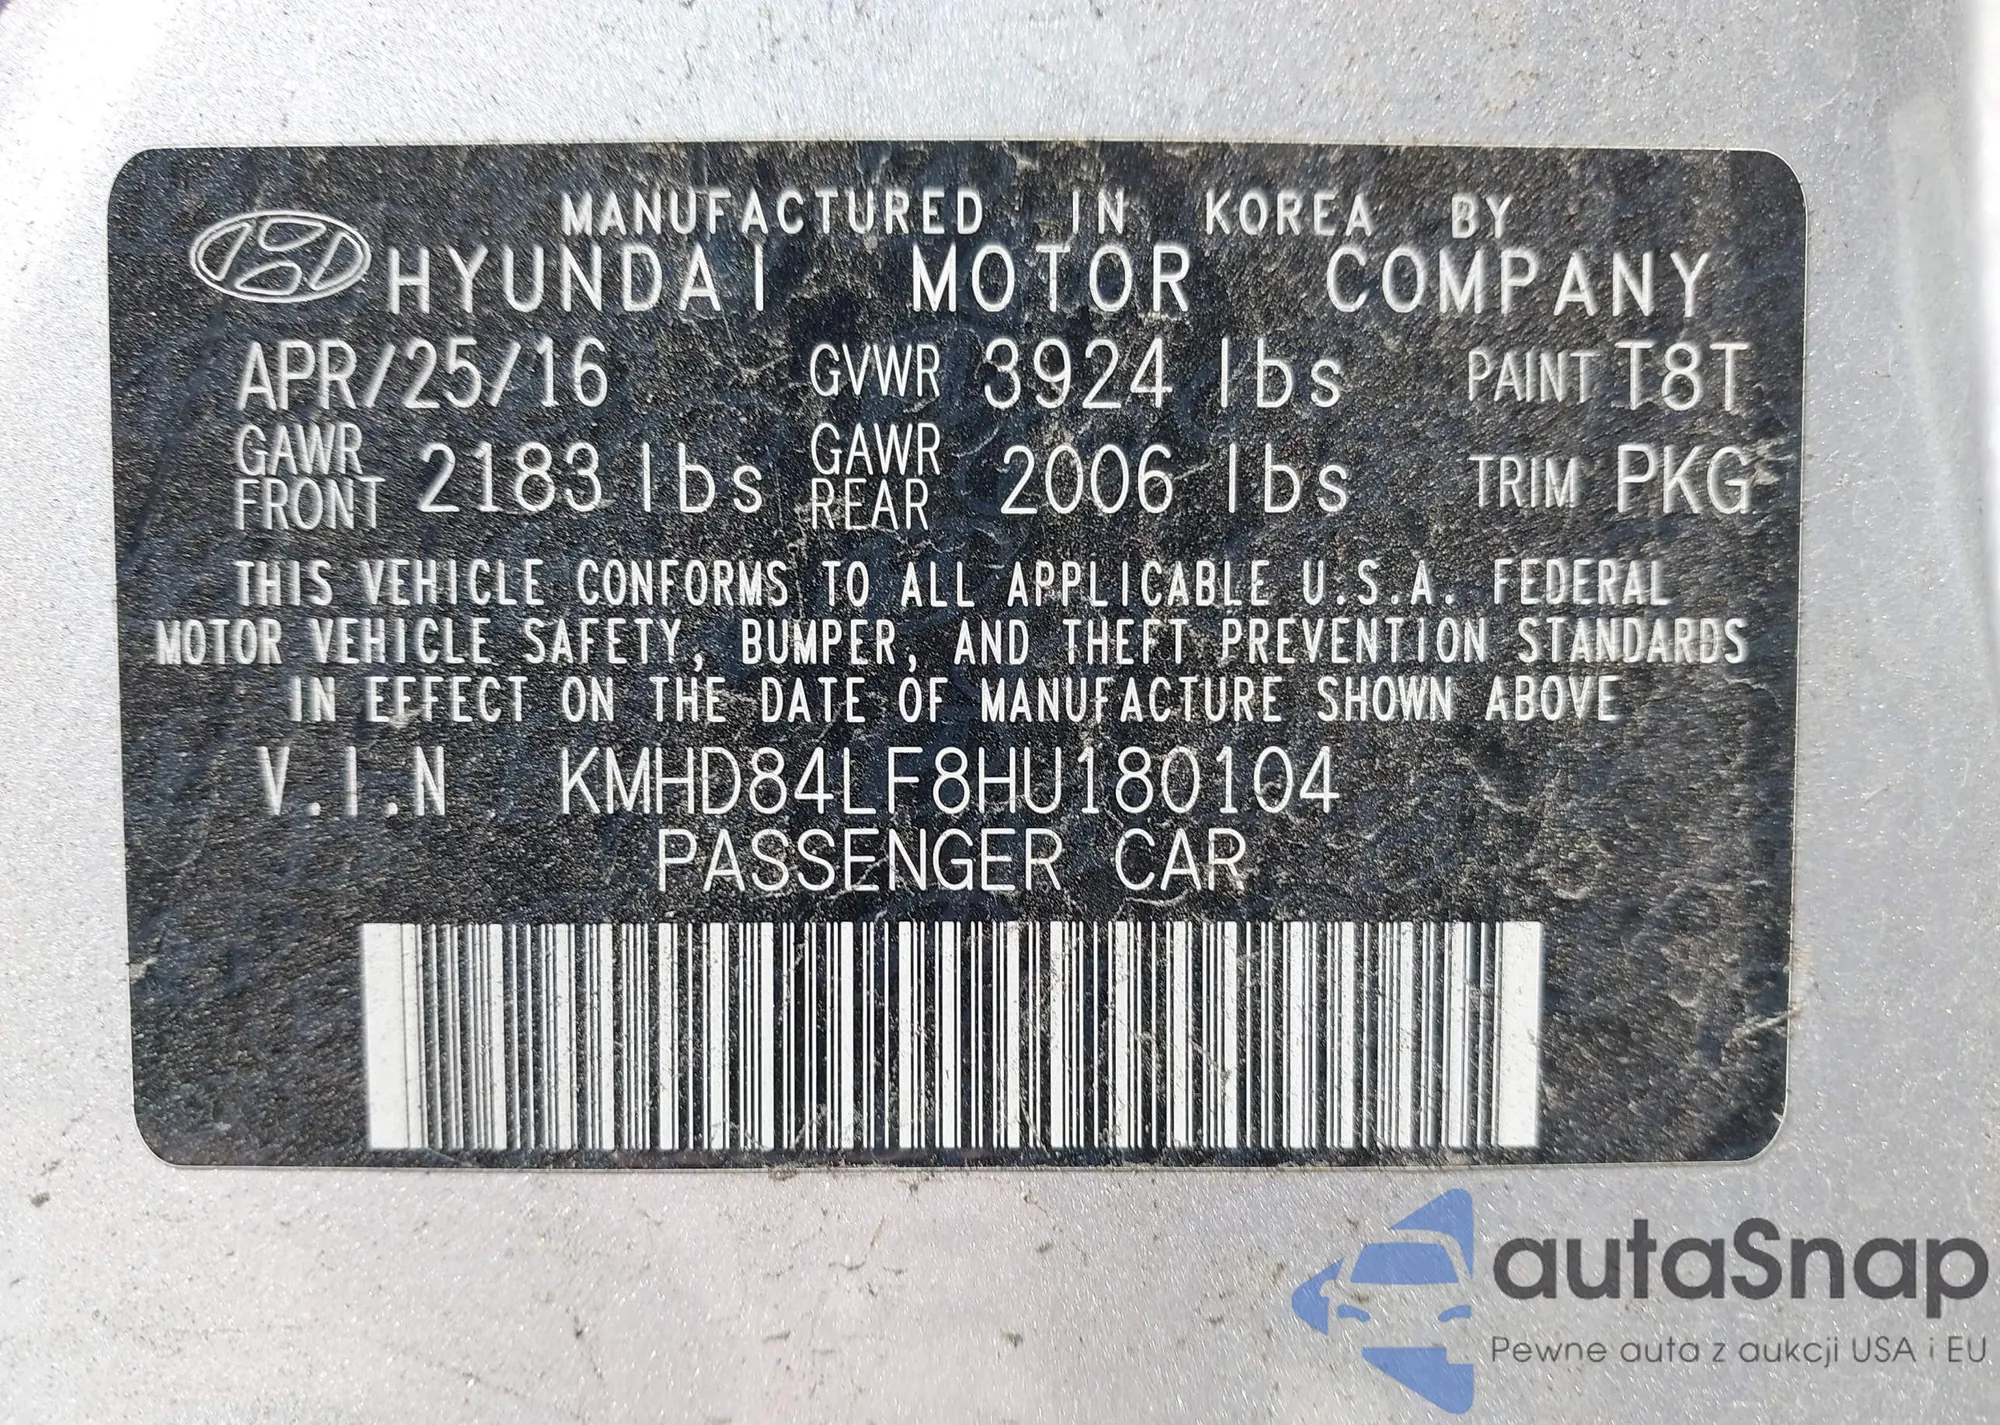 MANUFACTURED IN KOREA BY
HYUNDAI MOTOR COMPANY
APR/25/16 GVWR 3924 lbs PAINT T8T
GAWR FRONT 2183 lbs GAWR REAR 2006 lbs TRIM PKG
THIS VEHICLE CONFORMS TO ALL APPLICABLE U.S.A. FEDERAL
MOTOR VEHICLE SAFETY, BUMPER, AND THEFT PREVENTION STANDARDS
IN EFFECT ON THE DATE OF MANUFACTURE SHOWN ABOVE
V.I.N KMHD84LF8HU180104
PASSENGER CAR
autaSnap
Pewne auta z aukcji USA i EU